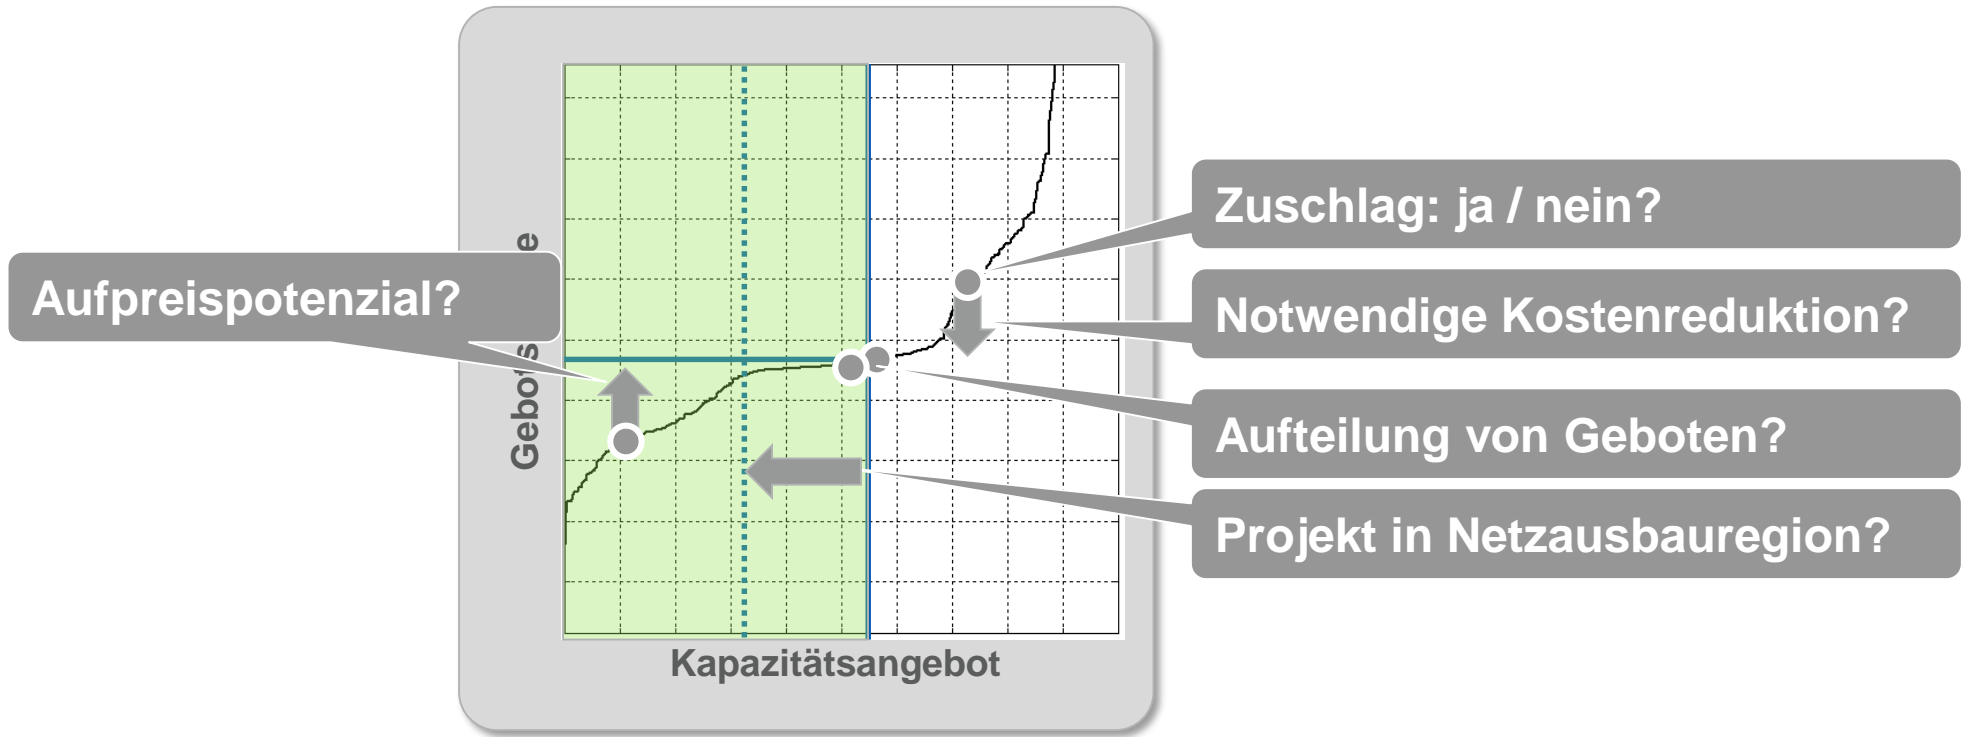 Zuschlag: ja / nein?
Aufpreispotenzial?
Notwendige Kostenreduktion?
Aufteilung von Geboten?
Projekt in Netzausbauregion?
Kapazitätsangebot